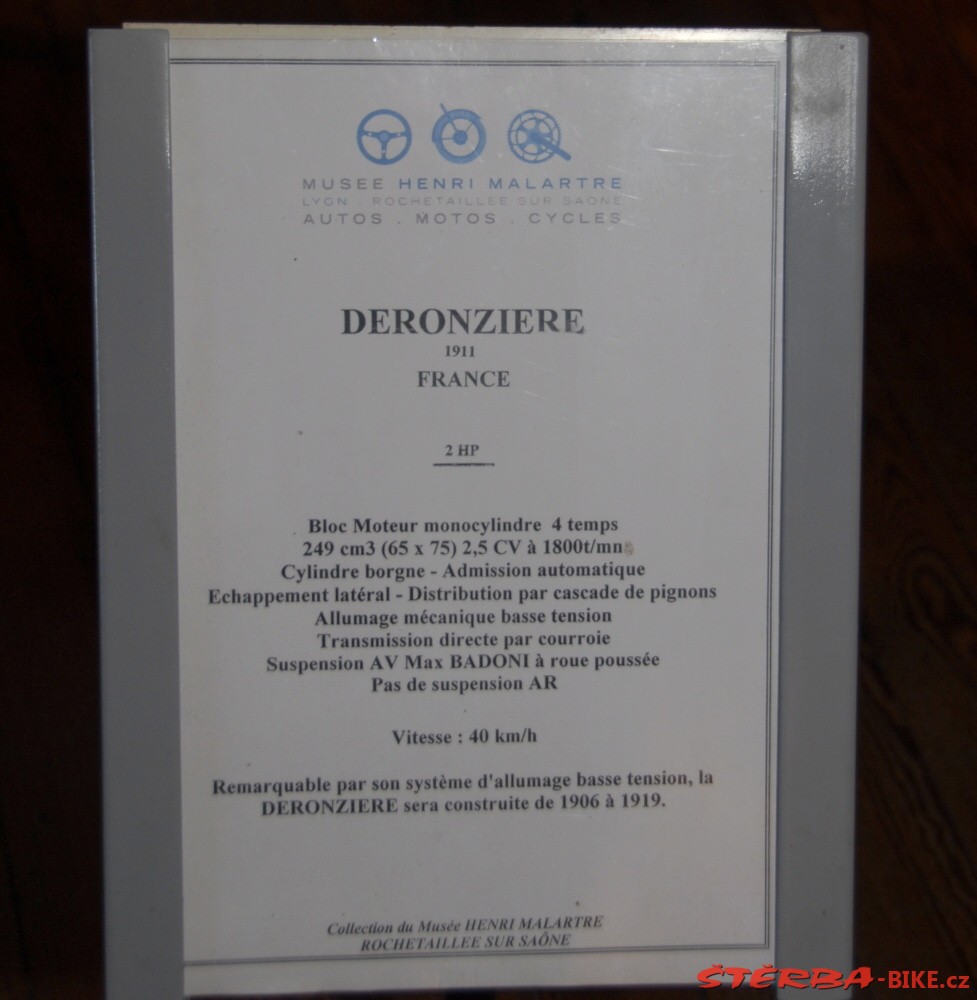 MUSEE HENRI MALARTRE
LYON . ROCHETAILLEE SUR SAONE
AUTOS . MOTOS . CYCLES
DERONZIERE
1911
FRANCE
2 HP
Bloc Moteur monocylindre 4 temps
249 cm3 (65 x 75) 2,5 CV à 1800t/mn
Cylindre borgne - Admission automatique
Echappement latéral - Distribution par cascade de pignons
Allumage mécanique basse tension
Transmission directe par courroie
Suspension AV Max BADONI à roue poussée
Pas de suspension AR
Vitesse : 40 km/h
Remarquable par son système d'allumage basse tension, la
DERONZIERE sera construite de 1906 à 1919.
Collection du Musée HENRI MALARTRE
ROCHETAILLEE SUR SAÔNE
ŠTĚRBA-BIKE.cz